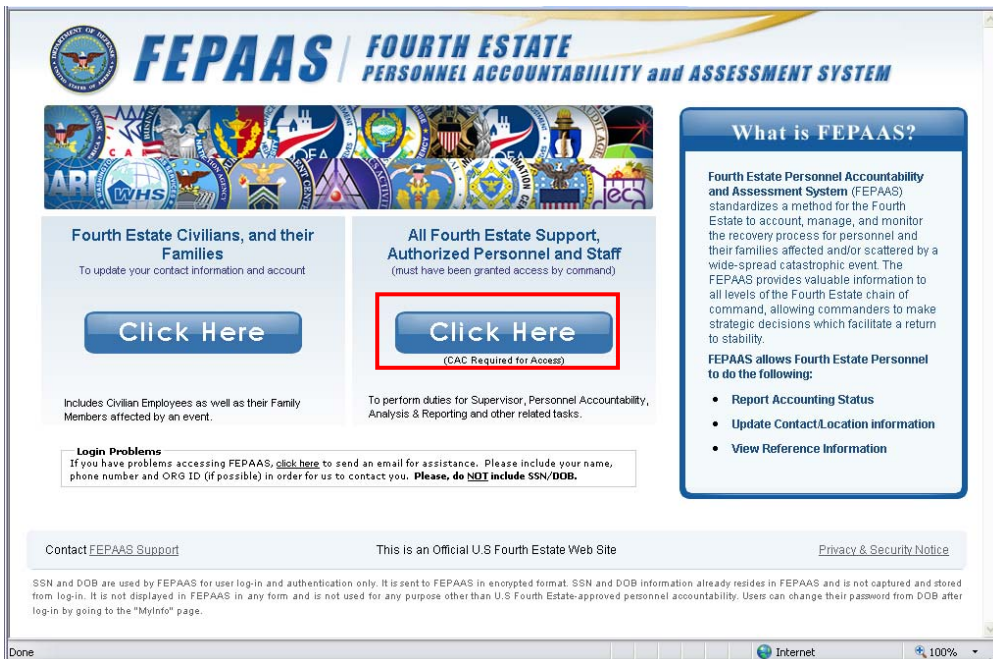 FEPAAS
FOURTH ESTATE
PERSONNEL ACCOUNTABIILITY and ASSESSMENT SYSTEM
WHS
Fourth Estate Civilians, and their
Families
To update your contact information and account
Click Here
Includes Civilian Employees as well as their Family
Members affected by an event.
All Fourth Estate Support,
Authorized Personnel and Staff
(must have been granted access by command)
Click Here
(CAC Required for Access)
To perform duties for Supervisor, Personnel Accountability,
Analysis & Reporting and other related tasks.
Login Problems
If you have problems accessing FEPAAS, click here to send an email for assistance. Please include your name,
phone number and ORG ID (if possible) in order for us to contact you. Please, do NOT include SSN/DOB.
What is FEPAAS?
Fourth Estate Personnel Accountability
and Assessment System (FEPAAS)
standardizes a method for the Fourth
Estate to account, manage, and monitor
the recovery process for personnel and
their families affected and/or scattered by a
wide-spread catastrophic event. The
FEPAAS provides valuable information to
all levels of the Fourth Estate chain of
command, allowing commanders to make
strategic decisions which facilitate a return
to stability.
FEPAAS allows Fourth Estate Personnel
to do the following:
• Report Accounting Status
• Update Contact/Location information
• View Reference Information
Contact FEPAAS Support
This is an Official U.S Fourth Estate Web Site
Privacy & Security Notice
SSN and DOB are used by FEPAAS for user log-in and authentication only. It is sent to FEPAAS in encrypted format. SSN and DOB information already resides in FEPAAS and is not captured and stored
from log-in. It is not displayed in FEPAAS in any form and is not used for any purpose other than U.S Fourth Estate-approved personnel accountability. Users can change their password from DOB after
log-in by going to the "MyInfo" page.
Done
Internet
100%